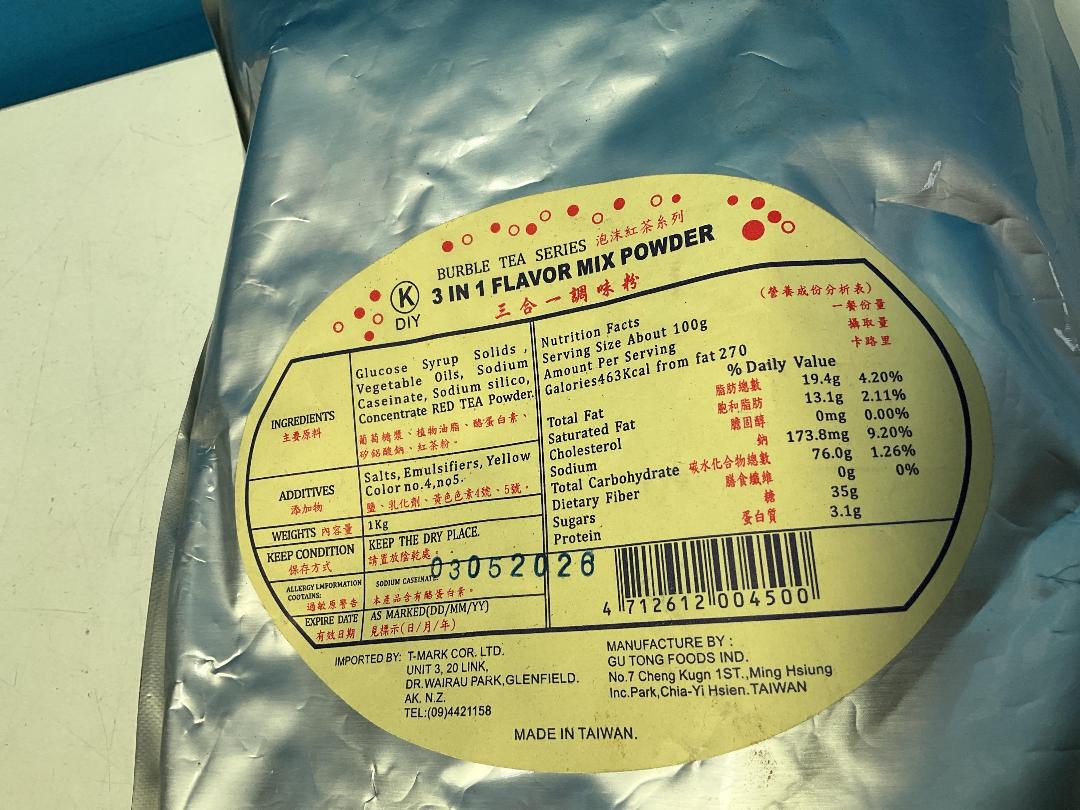 BURBLE TEA SERIES 泡沫紅茶系列
K
DIY
3 IN 1 FLAVOR MIX POWDER
三合一調味粉
INGREDIENTS
主要原料
Glucose Syrup Solids,
Vegetable Oils, Sodium
Caseinate, Sodium silico,
Concentrate RED TEA Powder.
葡萄糖漿、植物油脂、酪蛋白素、
矽鋁酸鈉、紅茶粉。
ADDITIVES
添加物
Salts, Emulsifiers, Yellow
Color no.4,no5.
鹽、乳化劑、黃色色素4號、5號。
WEIGHTS 內容量 1Kg
KEEP CONDITION
保存方式
KEEP THE DRY PLACE.
請置放陰乾處。
03052026
ALLERGY LMFORMATION
COOTAINS:
過敏原警告
SODIUM CASEINATE.
本產品含有酪蛋白素。
EXPIRE DATE
有效日期
AS MARKED(DD/MM/YY)
見標示(日/月/年)
Nutrition Facts (營養成份分析表)
Serving Size About 100g 一餐份量
Amount Per Serving 攝取量
Galories463Kcal from fat 270 卡路里
% Daily Value
Total Fat 脂肪總數 19.4g 4.20%
Saturated Fat 飽和脂肪 13.1g 2.11%
Cholesterol 膽固醇 0mg 0.00%
Sodium 鈉 173.8mg 9.20%
Total Carbohydrate 碳水化合物總數 76.0g 1.26%
Dietary Fiber 膳食纖維 0g 0%
Sugars 糖 35g
Protein 蛋白質 3.1g
4 712612 004500
IMPORTED BY: T-MARK COR. LTD.
UNIT 3, 20 LINK,
DR.WAIRAU PARK,GLENFIELD.
AK. N.Z.
TEL:(09)4421158
MANUFACTURE BY :
GU TONG FOODS IND.
No.7 Cheng Kugn 1ST.,Ming Hsiung
Inc.Park,Chia-Yi Hsien.TAIWAN
MADE IN TAIWAN.